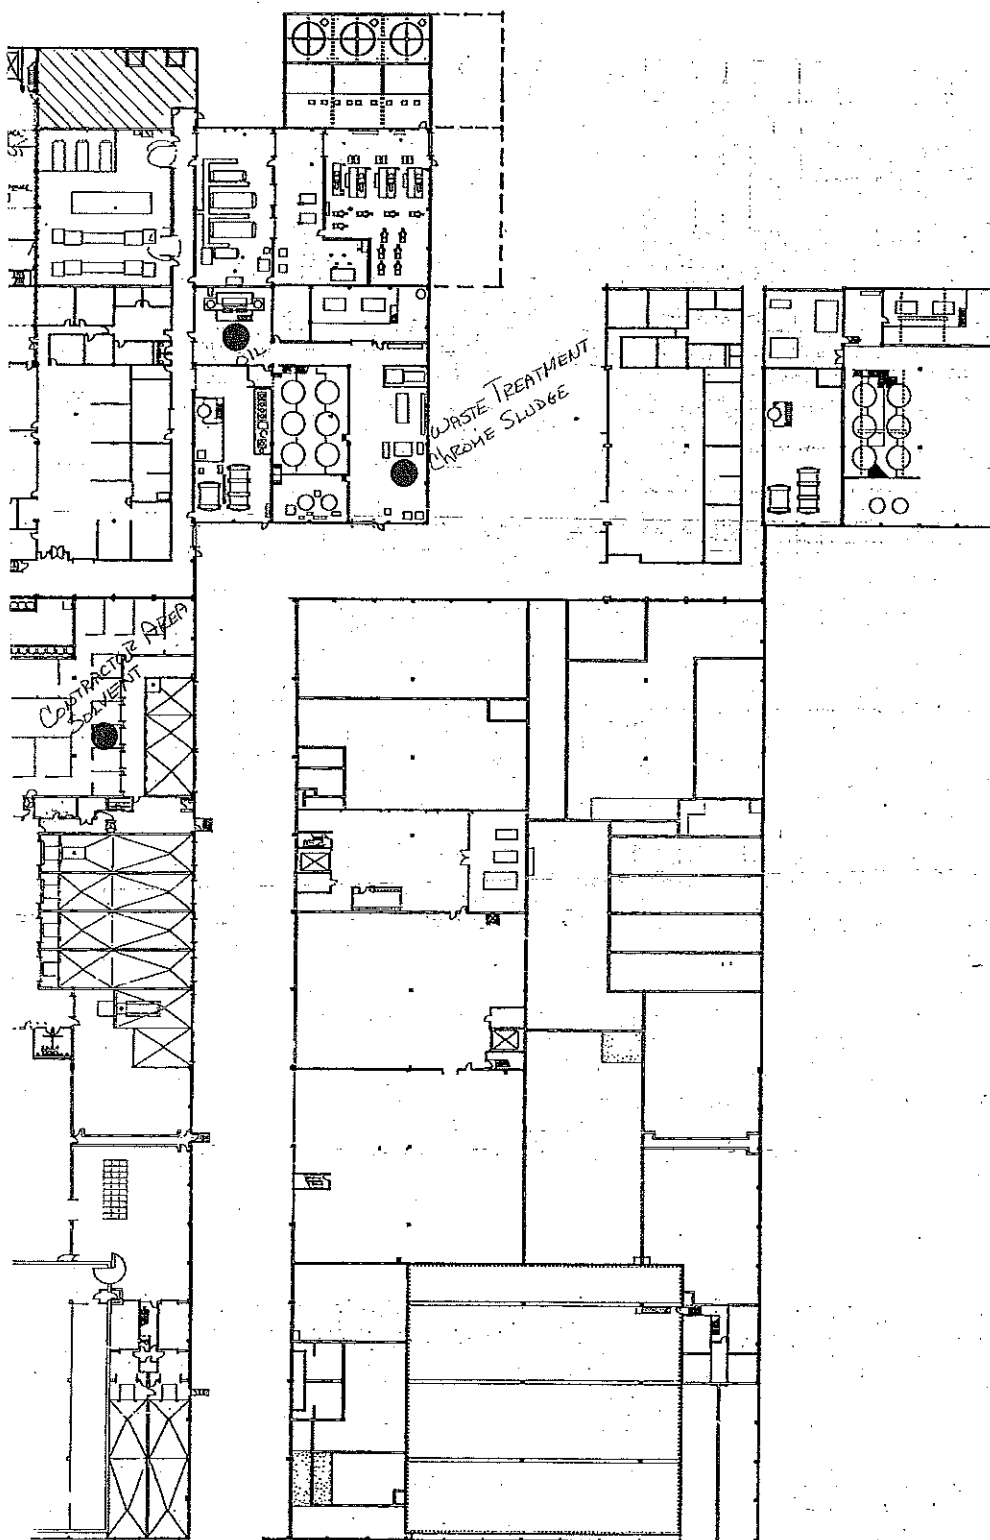 OIL
WASTE TREATMENT
CHROME SLUDGE
CONTRACTOR AREA
SOLVENT